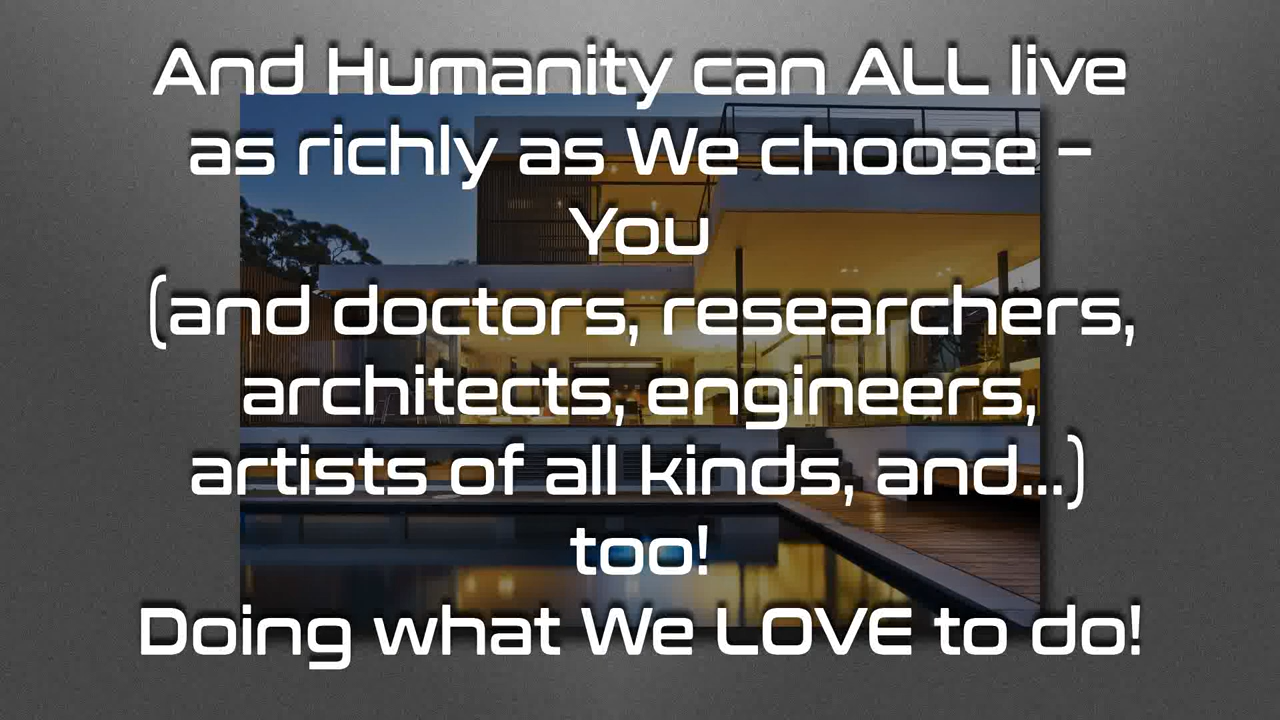 And Humanity can ALL live
as richly as We choose –
You
(and doctors, researchers,
architects, engineers,
artists of all kinds, and...)
too!
Doing what We LOVE to do!